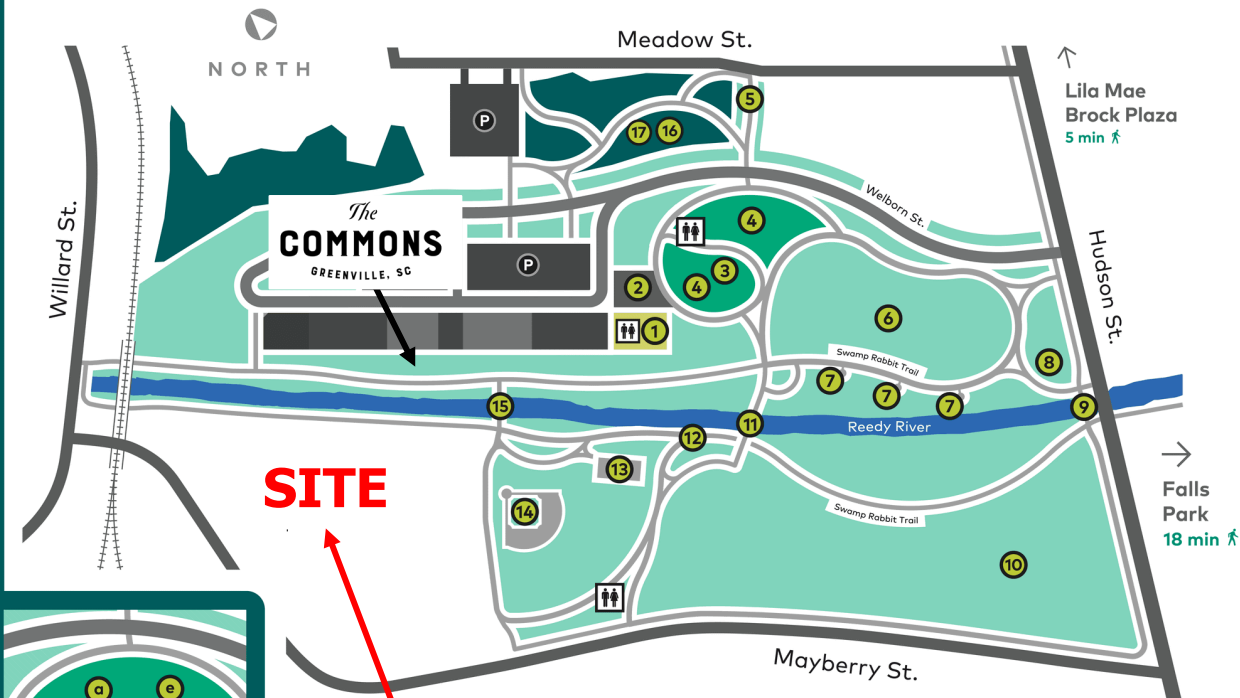 NORTH
Meadow St.
Lila Mae
Brock Plaza
5 min
P
5
17
16
Willard St.
The
COMMONS
GREENVILLE, SC
P
Welborn St.
Hudson St.
4
3
4
2
1
6
Swamp Rabbit Trail
7
7
7
8
9
15
11
Reedy River
12
13
14
SITE
Swamp Rabbit Trail
Falls
Park
18 min
10
Mayberry St.
a
e